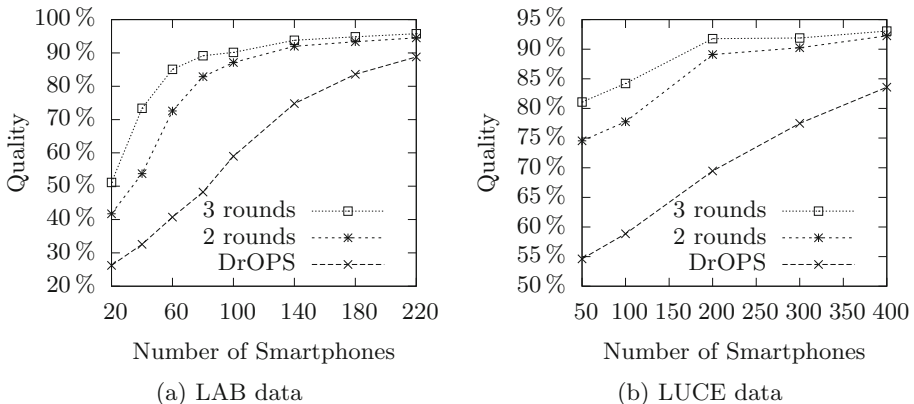 100 %
90 %
80 %
70 %
60 %
50 %
40 %
30 %
20 %
Quality
3 rounds
2 rounds
DrOPS
20 60 100 140 180 220
Number of Smartphones
(a) LAB data
95 %
90 %
85 %
80 %
75 %
70 %
65 %
60 %
55 %
50 %
Quality
3 rounds
2 rounds
DrOPS
50 100 150 200 250 300 350 400
Number of Smartphones
(b) LUCE data